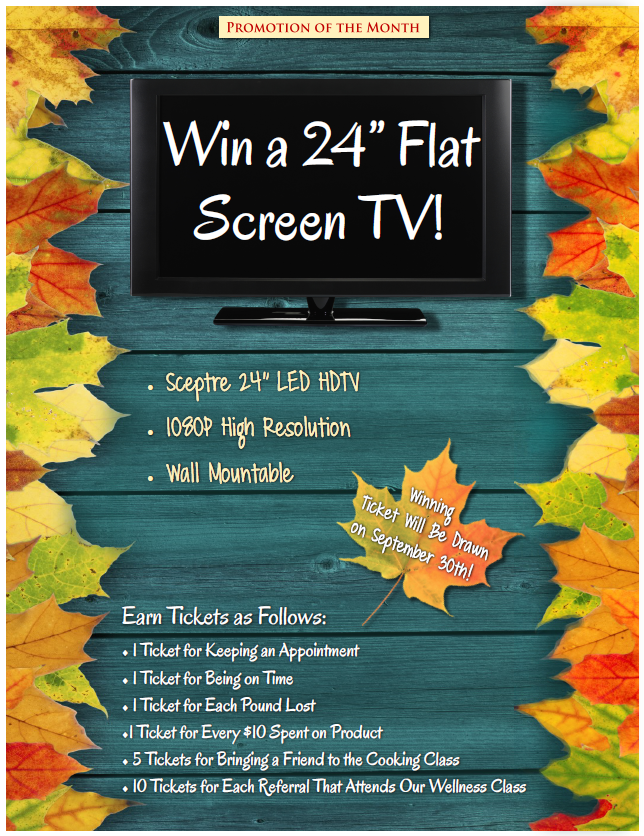 Promotion of the Month
Win a 24” Flat
Screen TV!
• Sceptre 24" LED HDTV
• 1080P High Resolution
• Wall Mountable
Winning
Ticket Will Be Drawn
on September 30th!
Earn Tickets as Follows:
• 1 Ticket for Keeping an Appointment
• 1 Ticket for Being on Time
• 1 Ticket for Each Pound Lost
•1 Ticket for Every $10 Spent on Product
• 5 Tickets for Bringing a Friend to the Cooking Class
• 10 Tickets for Each Referral That Attends Our Wellness Class